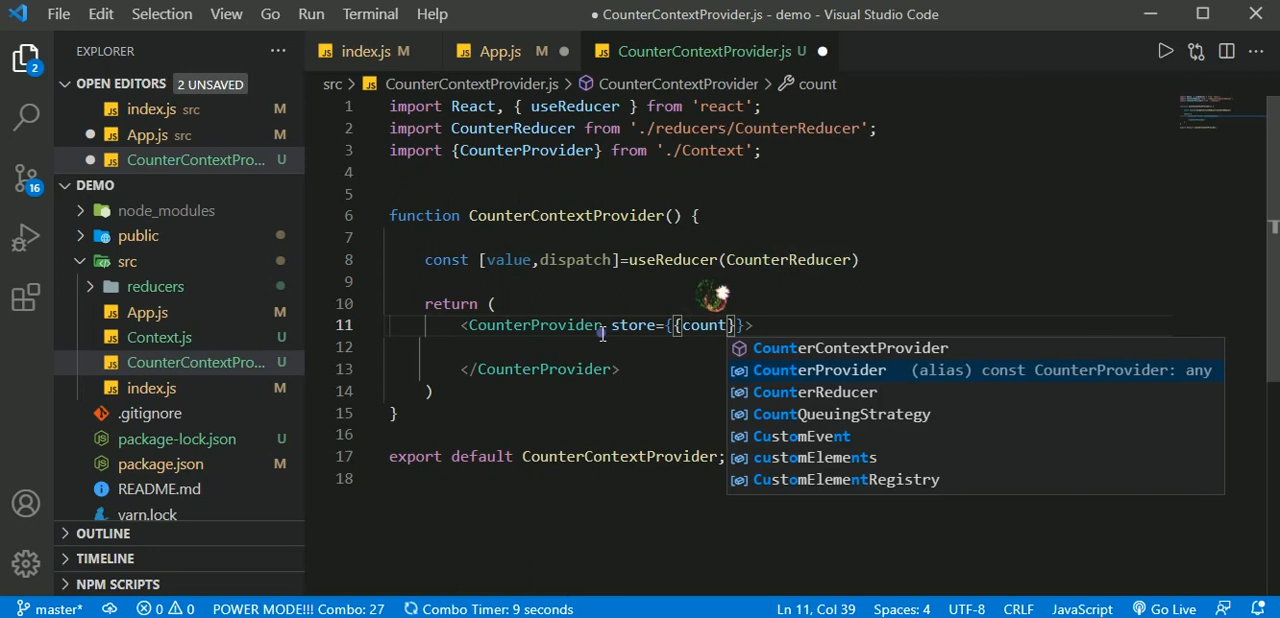 File Edit Selection View Go Run Terminal Help
● CounterContextProvider.js - demo - Visual Studio Code
EXPLORER
index.js M
App.js M
CounterContextProvider.js U
2
OPEN EDITORS 2 UNSAVED
index.js src M
App.js src M
CounterContextPro... U
DEMO
node_modules
public
src
reducers
App.js
Context.js U
CounterContextPro... U
index.js M
.gitignore
package-lock.json U
package.json M
README.md
yarn.lock
OUTLINE
TIMELINE
NPM SCRIPTS
16
src > CounterContextProvider.js > CounterContextProvider > count
1 import React, { useReducer } from 'react';
2 import CounterReducer from './reducers/CounterReducer';
3 import {CounterProvider} from './Context';
4
5
6 function CounterContextProvider() {
7
8 const [value,dispatch]=useReducer(CounterReducer)
9
10 return (
11 <CounterProvider store={{count}}>
12
13 </CounterProvider>
14 )
15 }
16
17 export default CounterContextProvider;
18
CounterContextProvider
CounterProvider (alias) const CounterProvider: any
CounterReducer
CountQueuingStrategy
CustomEvent
customElements
CustomElementRegistry
master* 0 0 POWER MODE!!! Combo: 27 Combo Timer: 9 seconds Ln 11, Col 39 Spaces: 4 UTF-8 CRLF JavaScript Go Live